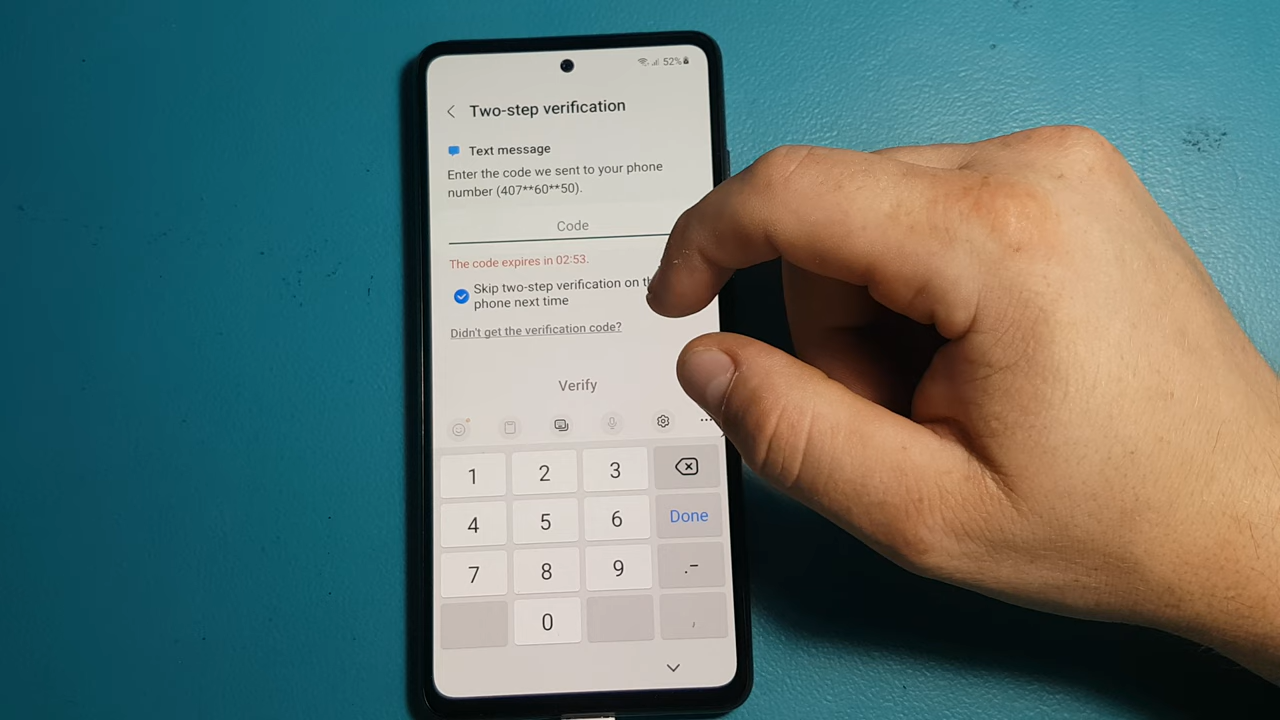 52%
Two-step verification
Text message
Enter the code we sent to your phone
number (407**60**50).
Code
The code expires in 02:53.
Skip two-step verification on
phone next time
Didn't get the verification code?
Verify
1 2 3
4 5 6 Done
7 8 9 .-
0 ,